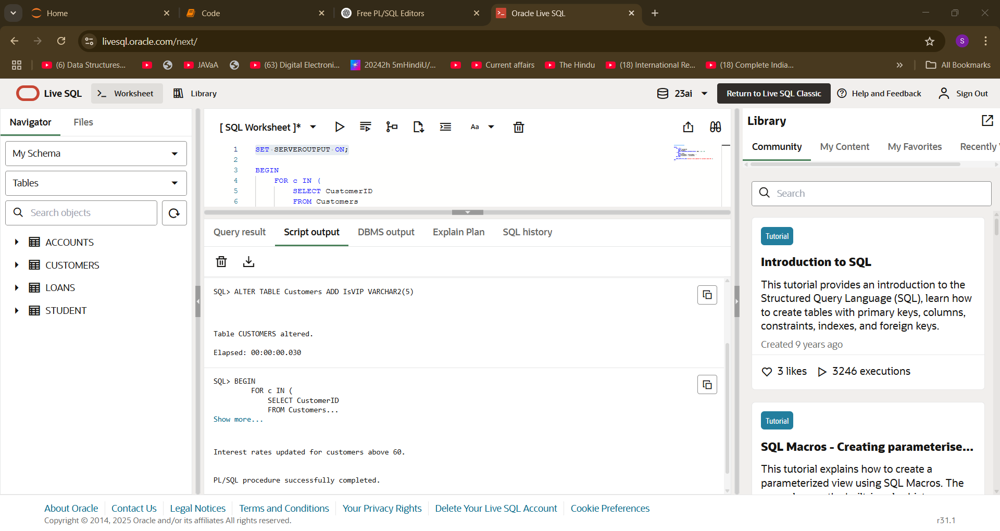 Home
Code
Free PL/SQL Editors
Oracle Live SQL
livesql.oracle.com/next/
S
(6) Data Structures...
JAVaA
(63) Digital Electroni...
20242h 5mHindiU/...
Current affairs
The Hindu
(18) International Re...
(18) Complete India...
All Bookmarks
Live SQL
Worksheet
Library
23ai
Return to Live SQL Classic
Help and Feedback
Sign Out
Navigator
Files
My Schema
Tables
Search objects
ACCOUNTS
CUSTOMERS
LOANS
STUDENT
[ SQL Worksheet ]*
Aa
1 SET SERVEROUTPUT ON;
2
3 BEGIN
4 FOR c IN (
5 SELECT CustomerID
6 FROM Customers
Query result
Script output
DBMS output
Explain Plan
SQL history
SQL> ALTER TABLE Customers ADD IsVIP VARCHAR2(5)
Table CUSTOMERS altered.
Elapsed: 00:00:00.030
SQL> BEGIN
FOR c IN (
SELECT CustomerID
FROM Customers...
Show more...
Interest rates updated for customers above 60.
PL/SQL procedure successfully completed.
Library
Community
My Content
My Favorites
Recently
Search
Tutorial
Introduction to SQL
This tutorial provides an introduction to the
Structured Query Language (SQL), learn how
to create tables with primary keys, columns,
constraints, indexes, and foreign keys.
Created 9 years ago
3 likes
3246 executions
Tutorial
SQL Macros - Creating parameterise...
This tutorial explains how to create a
parameterized view using SQL Macros. The
About Oracle
Contact Us
Legal Notices
Terms and Conditions
Your Privacy Rights
Delete Your Live SQL Account
Cookie Preferences
Copyright © 2014, 2025 Oracle and/or its affiliates All rights reserved.
r31.1